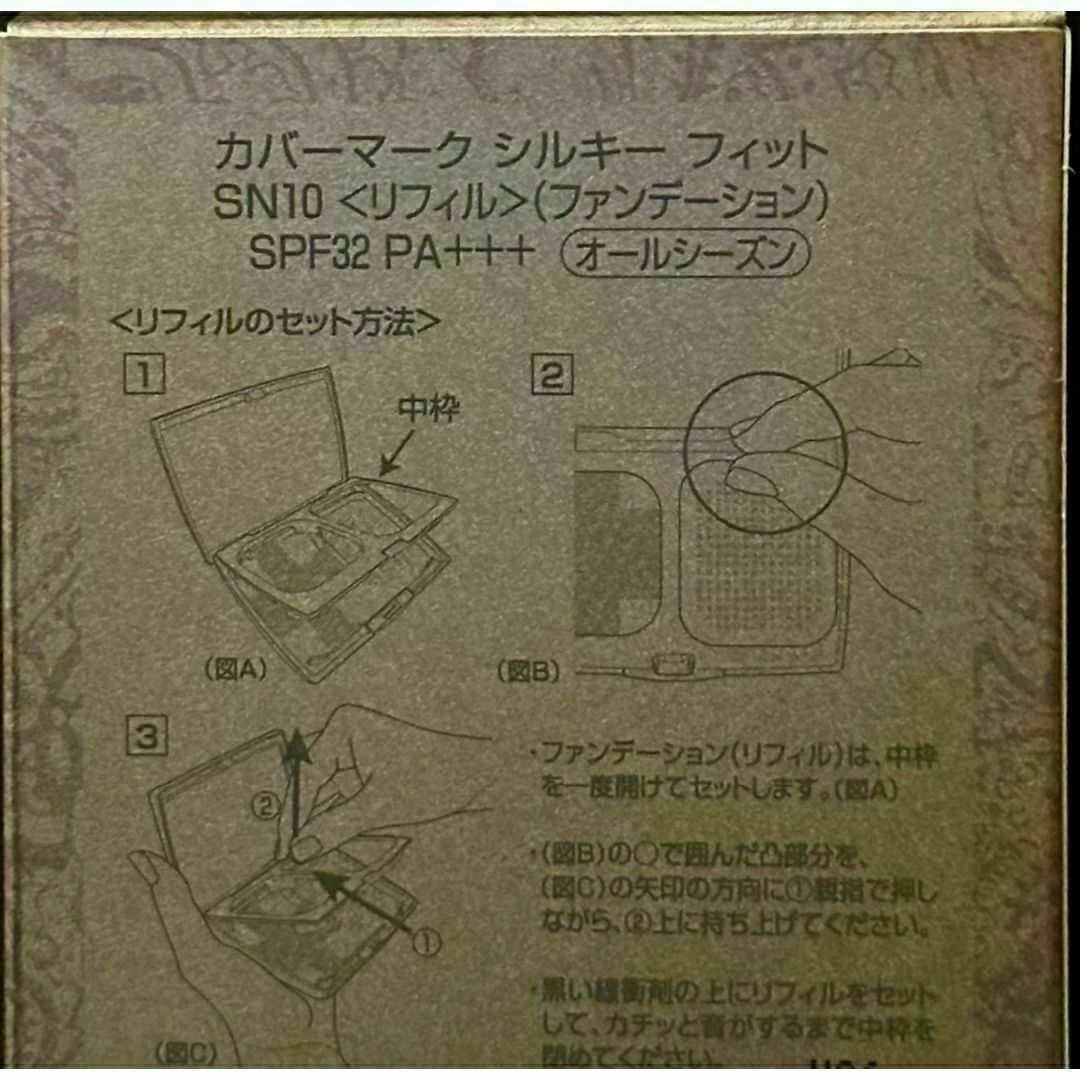 カバーマーク シルキー フィット
SN10 <リフィル>(ファンデーション)
SPF32 PA+++ オールシーズン
<リフィルのセット方法>
1
2
中枠
(図A)
(図B)
3
②
①
(図C)
・ファンデーション(リフィル)は、中枠
を一度開けてセットします。(図A)
・(図B)の○で囲んだ凸部分を、
(図C)の矢印の方向に①親指で押し
ながら、②上に持ち上げてください。
・黒い緩衝剤の上にリフィルをセット
して、カチッと音がするまで中枠を
閉めてください。